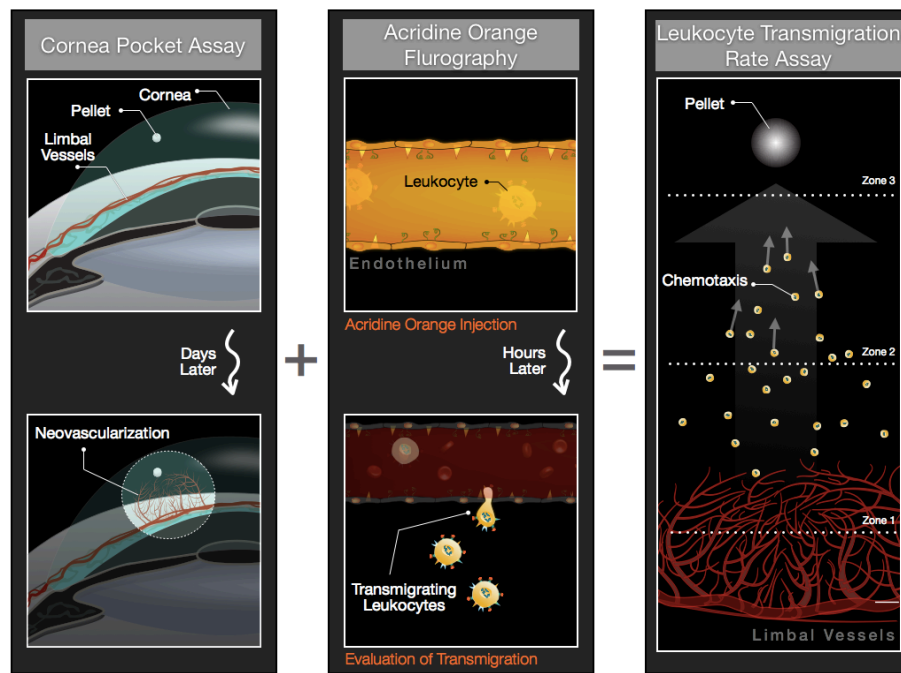 Cornea Pocket Assay
Cornea
Pellet
Limbal
Vessels
Days
Later
Neovascularization
+
Acridine Orange
Flurography
Leukocyte
Endothelium
Acridine Orange Injection
Hours
Later
Transmigrating
Leukocytes
Evaluation of Transmigration
=
Leukocyte Transmigration
Rate Assay
Pellet
Zone 3
Chemotaxis
Zone 2
Zone 1
Limbal Vessels